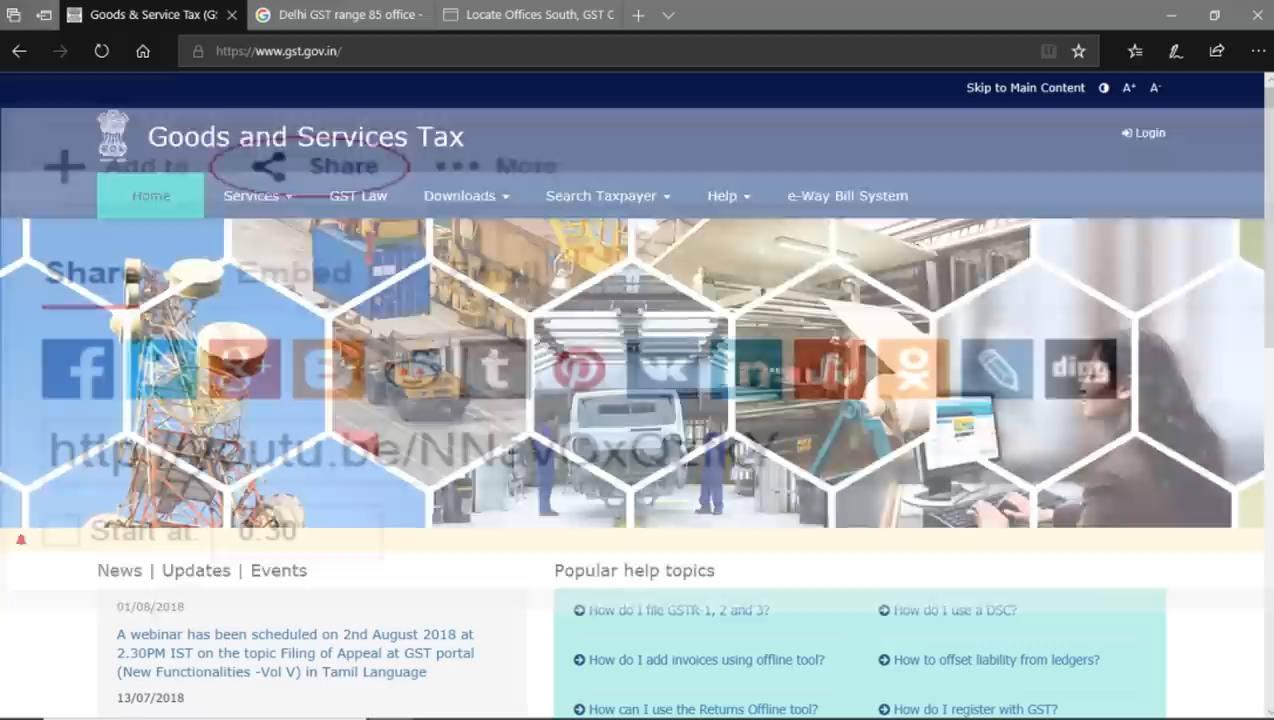 Goods & Service Tax (GS
Delhi GST range 85 office -
Locate Offices South, GST C
https://www.gst.gov.in/
Skip to Main Content A+ A-
Goods and Services Tax
Login
Add to Share More
Home Services GST Law Downloads Search Taxpayer Help e-Way Bill System
Share Embed Email
f t digg
Start at: 0:30
News | Updates | Events
Popular help topics
01/08/2018
A webinar has been scheduled on 2nd August 2018 at
2.30PM IST on the topic Filing of Appeal at GST portal
(New Functionalities -Vol V) in Tamil Language
13/07/2018
How do I file GSTR-1, 2 and 3?
How do I use a DSC?
How do I add invoices using offline tool?
How to offset liability from ledgers?
How can I use the Returns Offline tool?
How do I register with GST?